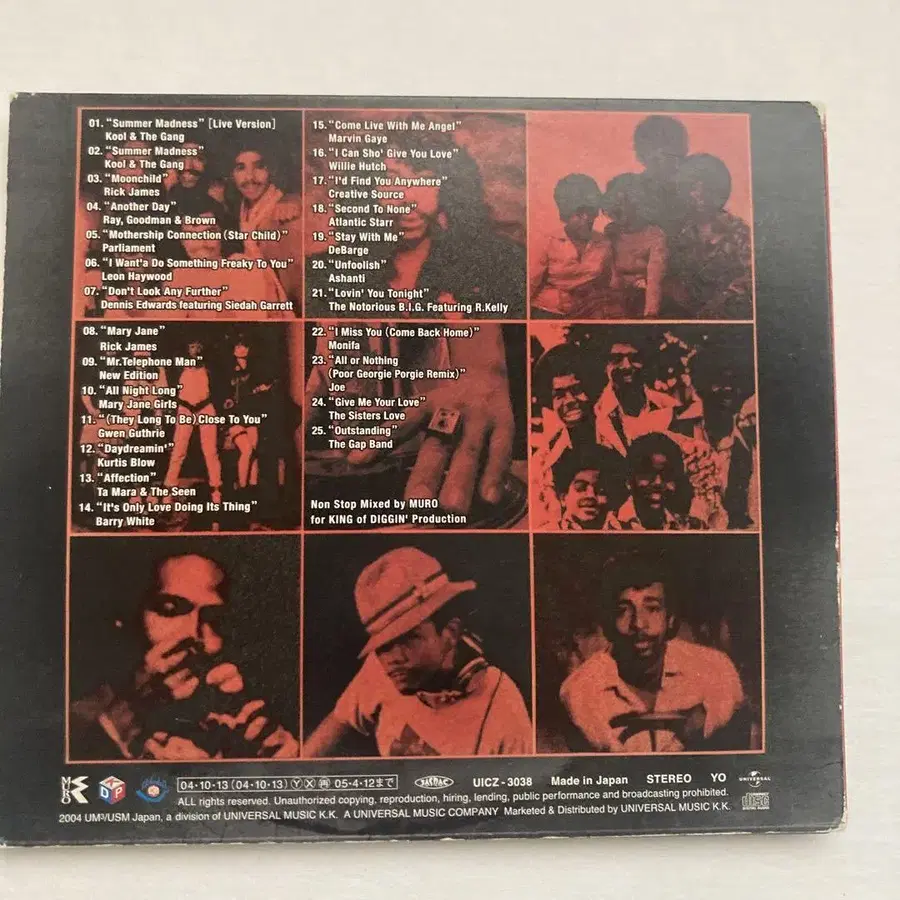 01. “Summer Madness” [Live Version]
Kool & The Gang
02. “Summer Madness”
Kool & The Gang
03. “Moonchild”
Rick James
04. “Another Day”
Ray, Goodman & Brown
05. “Mothership Connection (Star Child)”
Parliament
06. “I Want'a Do Something Freaky To You”
Leon Haywood
07. “Don't Look Any Further”
Dennis Edwards featuring Siedah Garrett
08. “Mary Jane”
Rick James
09. “Mr.Telephone Man”
New Edition
10. “All Night Long”
Mary Jane Girls
11. “(They Long To Be) Close To You”
Gwen Guthrie
12. “Daydreamin'”
Kurtis Blow
13. “Affection”
Ta Mara & The Seen
14. “It's Only Love Doing Its Thing”
Barry White
15. “Come Live With Me Angel”
Marvin Gaye
16. “I Can Sho' Give You Love”
Willie Hutch
17. “I'd Find You Anywhere”
Creative Source
18. “Second To None”
Atlantic Starr
19. “Stay With Me”
DeBarge
20. “Unfoolish”
Ashanti
21. “Lovin' You Tonight”
The Notorious B.I.G. Featuring R.Kelly
22. “I Miss You (Come Back Home)”
Monifa
23. “All or Nothing
(Poor Georgie Porgie Remix)”
Joe
24. “Give Me Your Love”
The Sisters Love
25. “Outstanding”
The Gap Band
Non Stop Mixed by MURO
for KING of DIGGIN' Production
MURO
04·10·13 (04·10·13) Ⓨ Ⓧ 再 05·4·12まで
JASRAC
UICZ-3038
Made in Japan
STEREO
YO
UNIVERSAL
ALL rights reserved. Unauthorized copying, reproduction, hiring, lending, public performance and broadcasting prohibited.
2004 UM³/USM Japan, a division of UNIVERSAL MUSIC K.K. A UNIVERSAL MUSIC COMPANY Marketed & Distributed by UNIVERSAL MUSIC K.K.